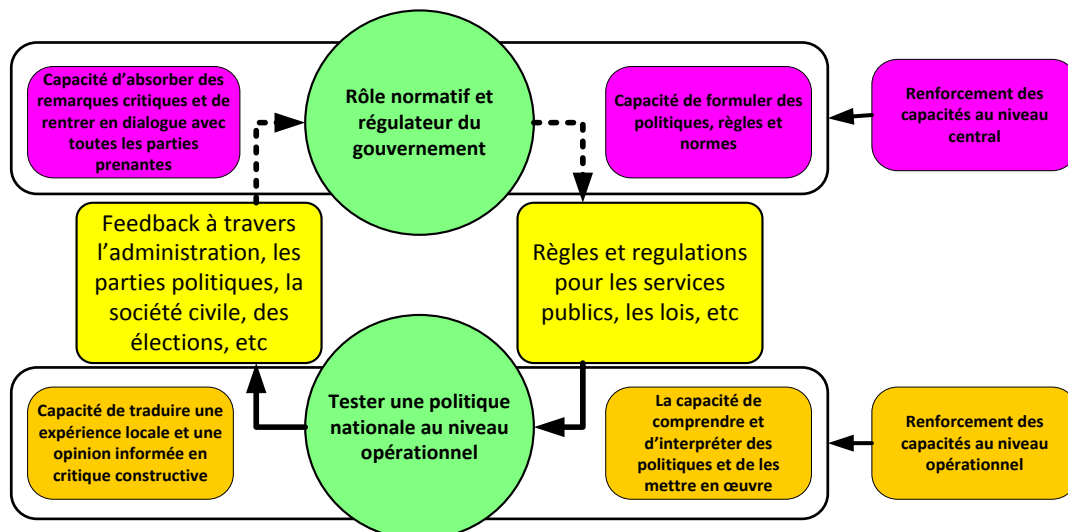 Capacité d’absorber des
remarques critiques et de
rentrer en dialogue avec
toutes les parties
prenantes
Rôle normatif et
régulateur du
gouvernement
Capacité de formuler des
politiques, règles et
normes
Renforcement des
capacités au niveau
central
Feedback à travers
l’administration, les
parties politiques, la
société civile, des
élections, etc
Règles et regulations
pour les services
publics, les lois, etc
Capacité de traduire une
expérience locale et une
opinion informée en
critique constructive
Tester une politique
nationale au niveau
opérationnel
La capacité de
comprendre et
d’interpréter des
politiques et de les
mettre en œuvre
Renforcement des
capacités au niveau
opérationnel